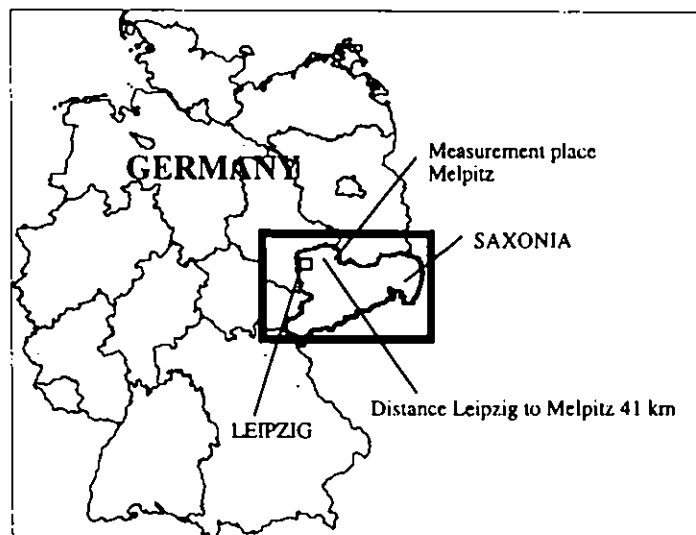 GERMANY
Measurement place
Melpitz
SAXONIA
Distance Leipzig to Melpitz 41 km
LEIPZIG